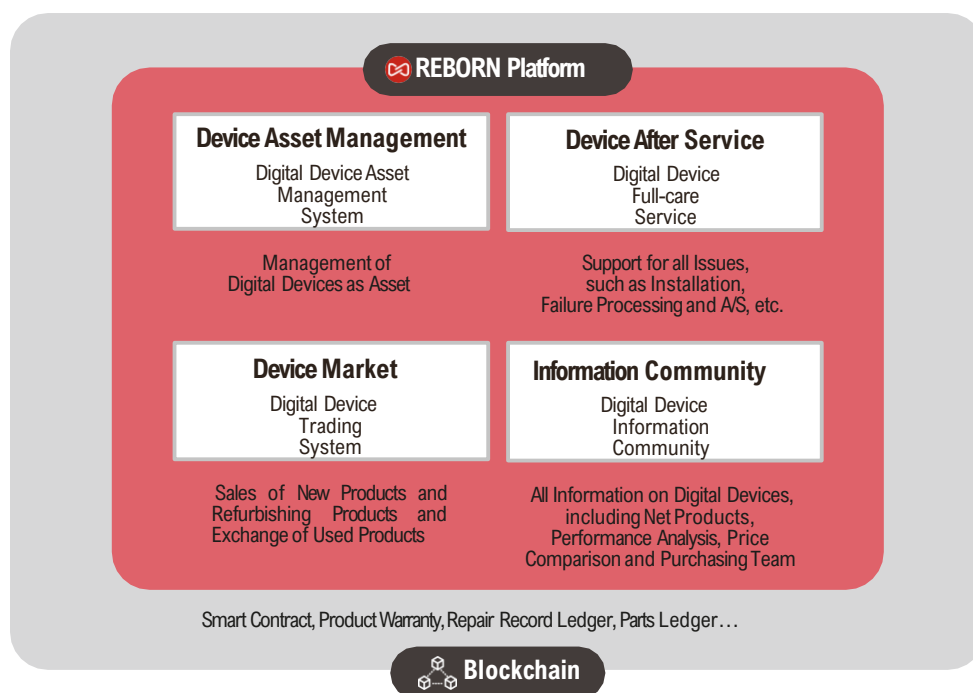 REBORN Platform
Device Asset Management
Digital Device Asset
Management
System
Management of
Digital Devices as Asset
Device After Service
Digital Device
Full-care
Service
Support for all Issues,
such as Installation,
Failure Processing and A/S, etc.
Device Market
Digital Device
Trading
System
Sales of New Products and
Refurbishing Products and
Exchange of Used Products
Information Community
Digital Device
Information
Community
All Information on Digital Devices,
including Net Products,
Performance Analysis, Price
Comparison and Purchasing Team
Smart Contract, Product Warranty, Repair Record Ledger, Parts Ledger…
Blockchain